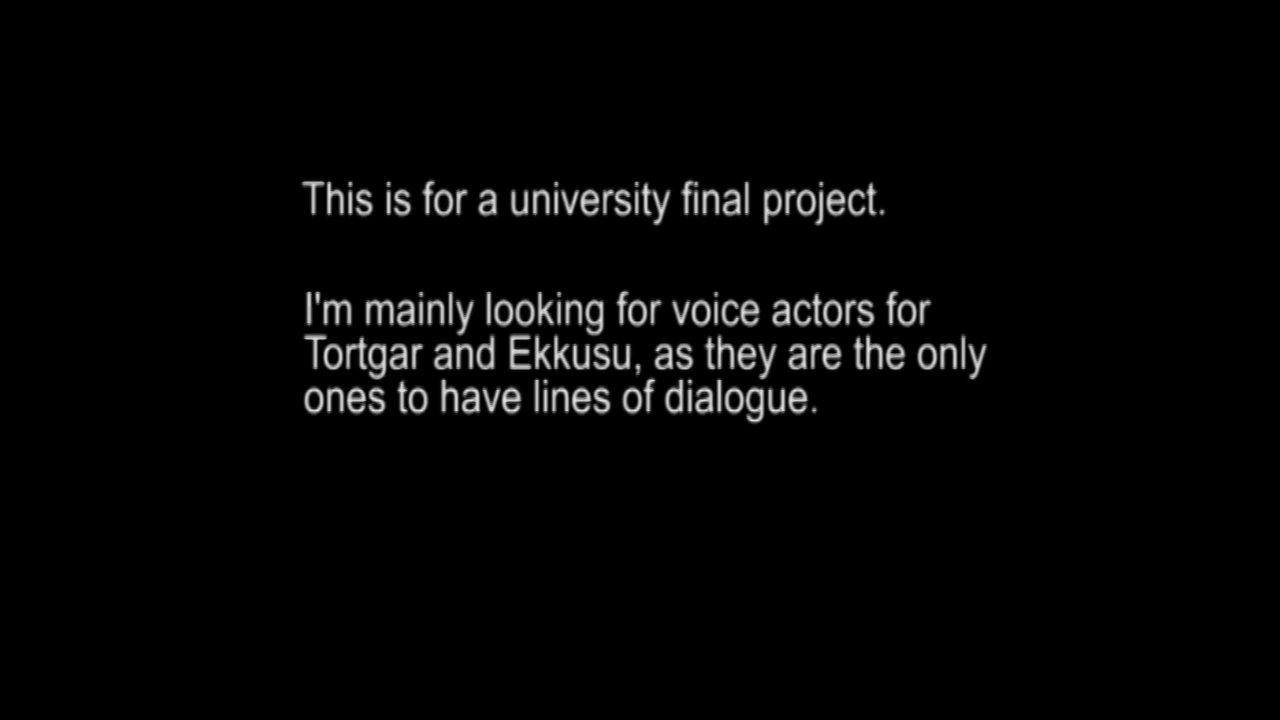 This is for a university final project.
I'm mainly looking for voice actors for
Tortgar and Ekkusu, as they are the only
ones to have lines of dialogue.